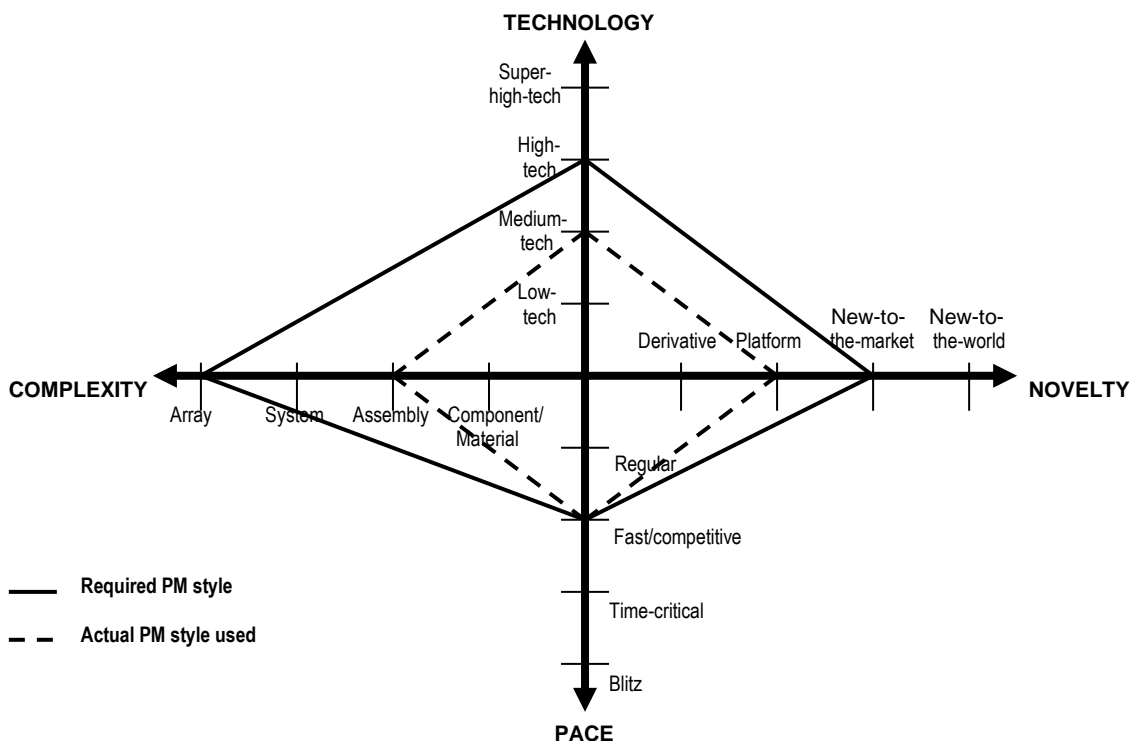 TECHNOLOGY
Super-
high-tech
High-
tech
Medium-
tech
Low-
tech
Derivative
Platform
New-to-
the-market
New-to-
the-world
COMPLEXITY
NOVELTY
Array
System
Assembly
Component/
Material
Regular
Fast/competitive
Required PM style
Time-critical
Actual PM style used
Blitz
PACE